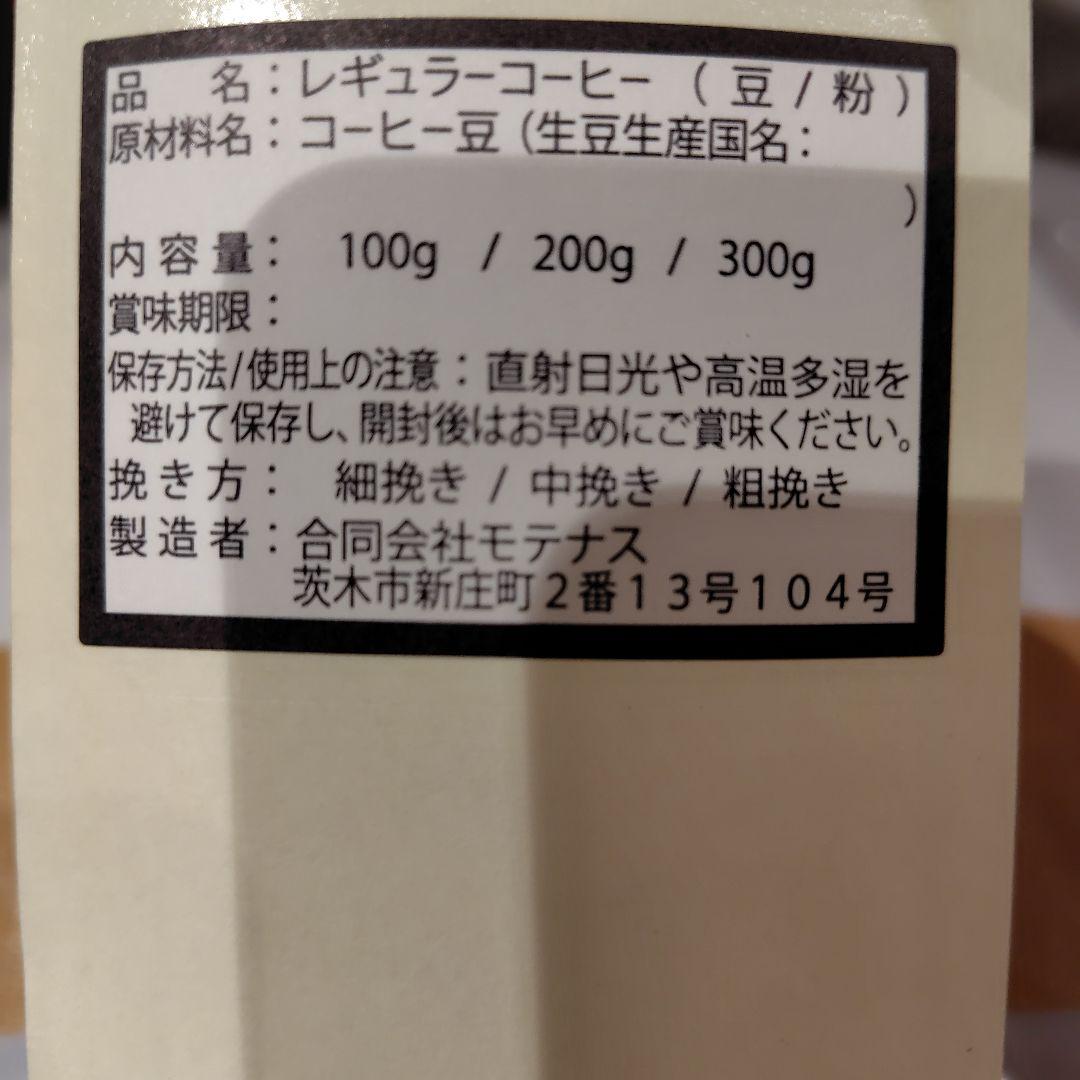 品名：レギュラーコーヒー（豆/粉）
原材料名：コーヒー豆（生豆生産国名：
）
内容量： 100g / 200g / 300g
賞味期限：
保存方法/使用上の注意：直射日光や高温多湿を
避けて保存し、開封後はお早めにご賞味ください。
挽き方： 細挽き / 中挽き / 粗挽き
製造者：合同会社モテナス
茨木市新庄町２番１３号１０４号